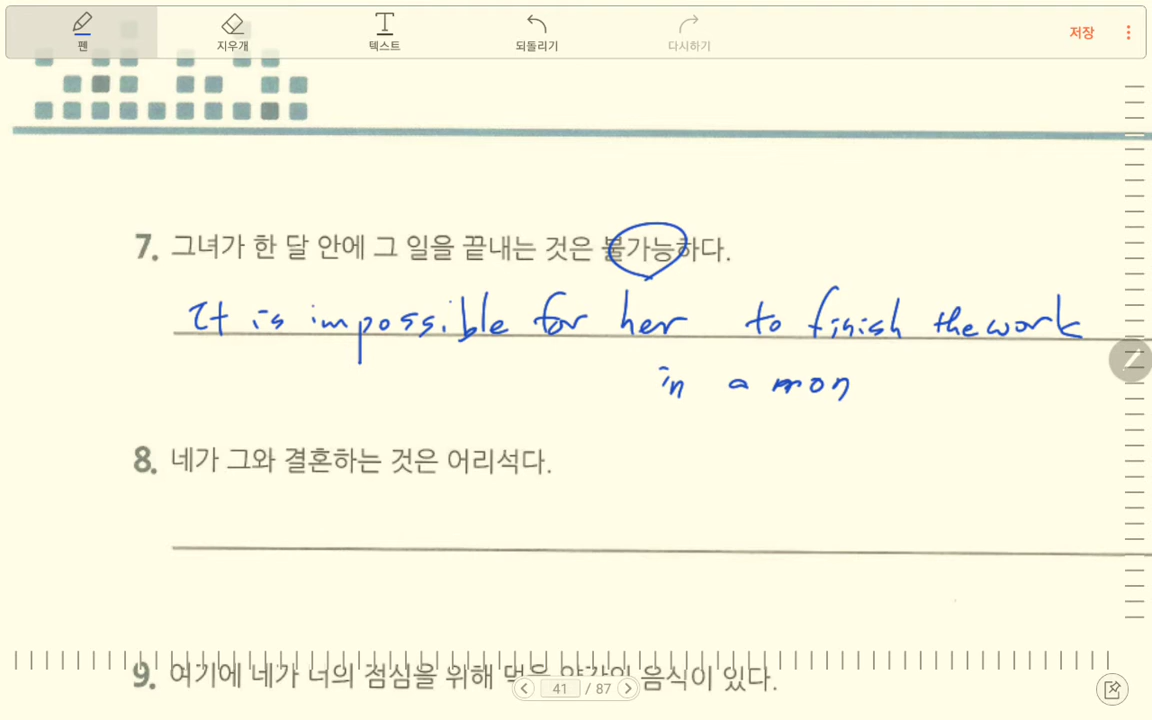 펜 지우개 텍스트 되돌리기 다시하기 저장
7. 그녀가 한 달 안에 그 일을 끝내는 것은 불가능하다.
It is impossible for her to finish the work
in a mon
8. 네가 그와 결혼하는 것은 어리석다.
9. 여기에 네가 너의 점심을 위해 먹을 약간의 음식이 있다.
41 / 87